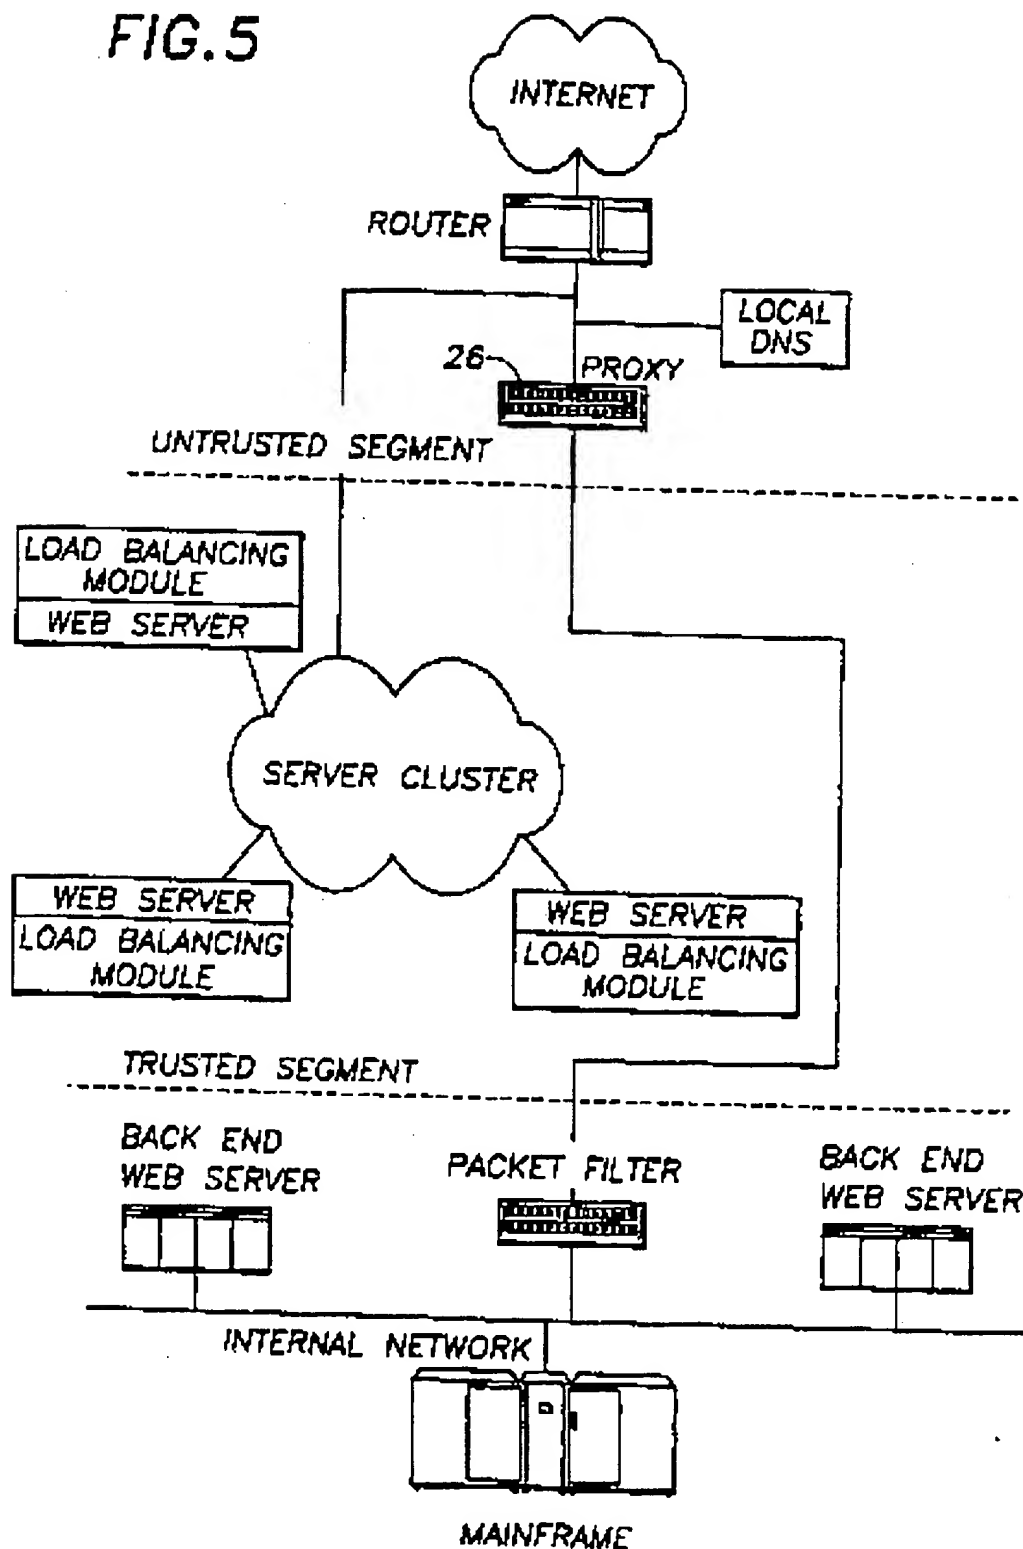 FIG.5
INTERNET
ROUTER
LOCAL
DNS
26
PROXY
UNTRUSTED SEGMENT
LOAD BALANCING
MODULE
WEB SERVER
SERVER CLUSTER
WEB SERVER
LOAD BALANCING
MODULE
WEB SERVER
LOAD BALANCING
MODULE
TRUSTED SEGMENT
BACK END
WEB SERVER
PACKET FILTER
BACK END
WEB SERVER
INTERNAL NETWORK
MAINFRAME